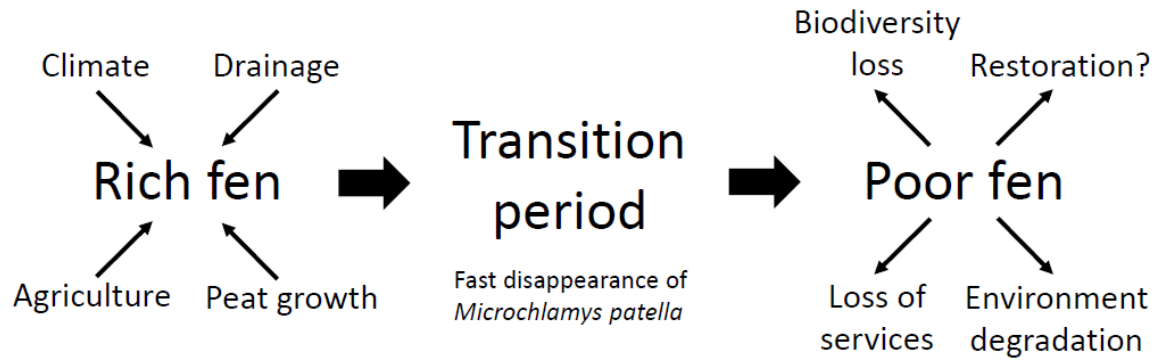 Climate
Drainage
Rich fen
Agriculture
Peat growth
Transition
period
Fast disappearance of
Microchlamys patella
Biodiversity
loss
Restoration?
Poor fen
Loss of
services
Environment
degradation